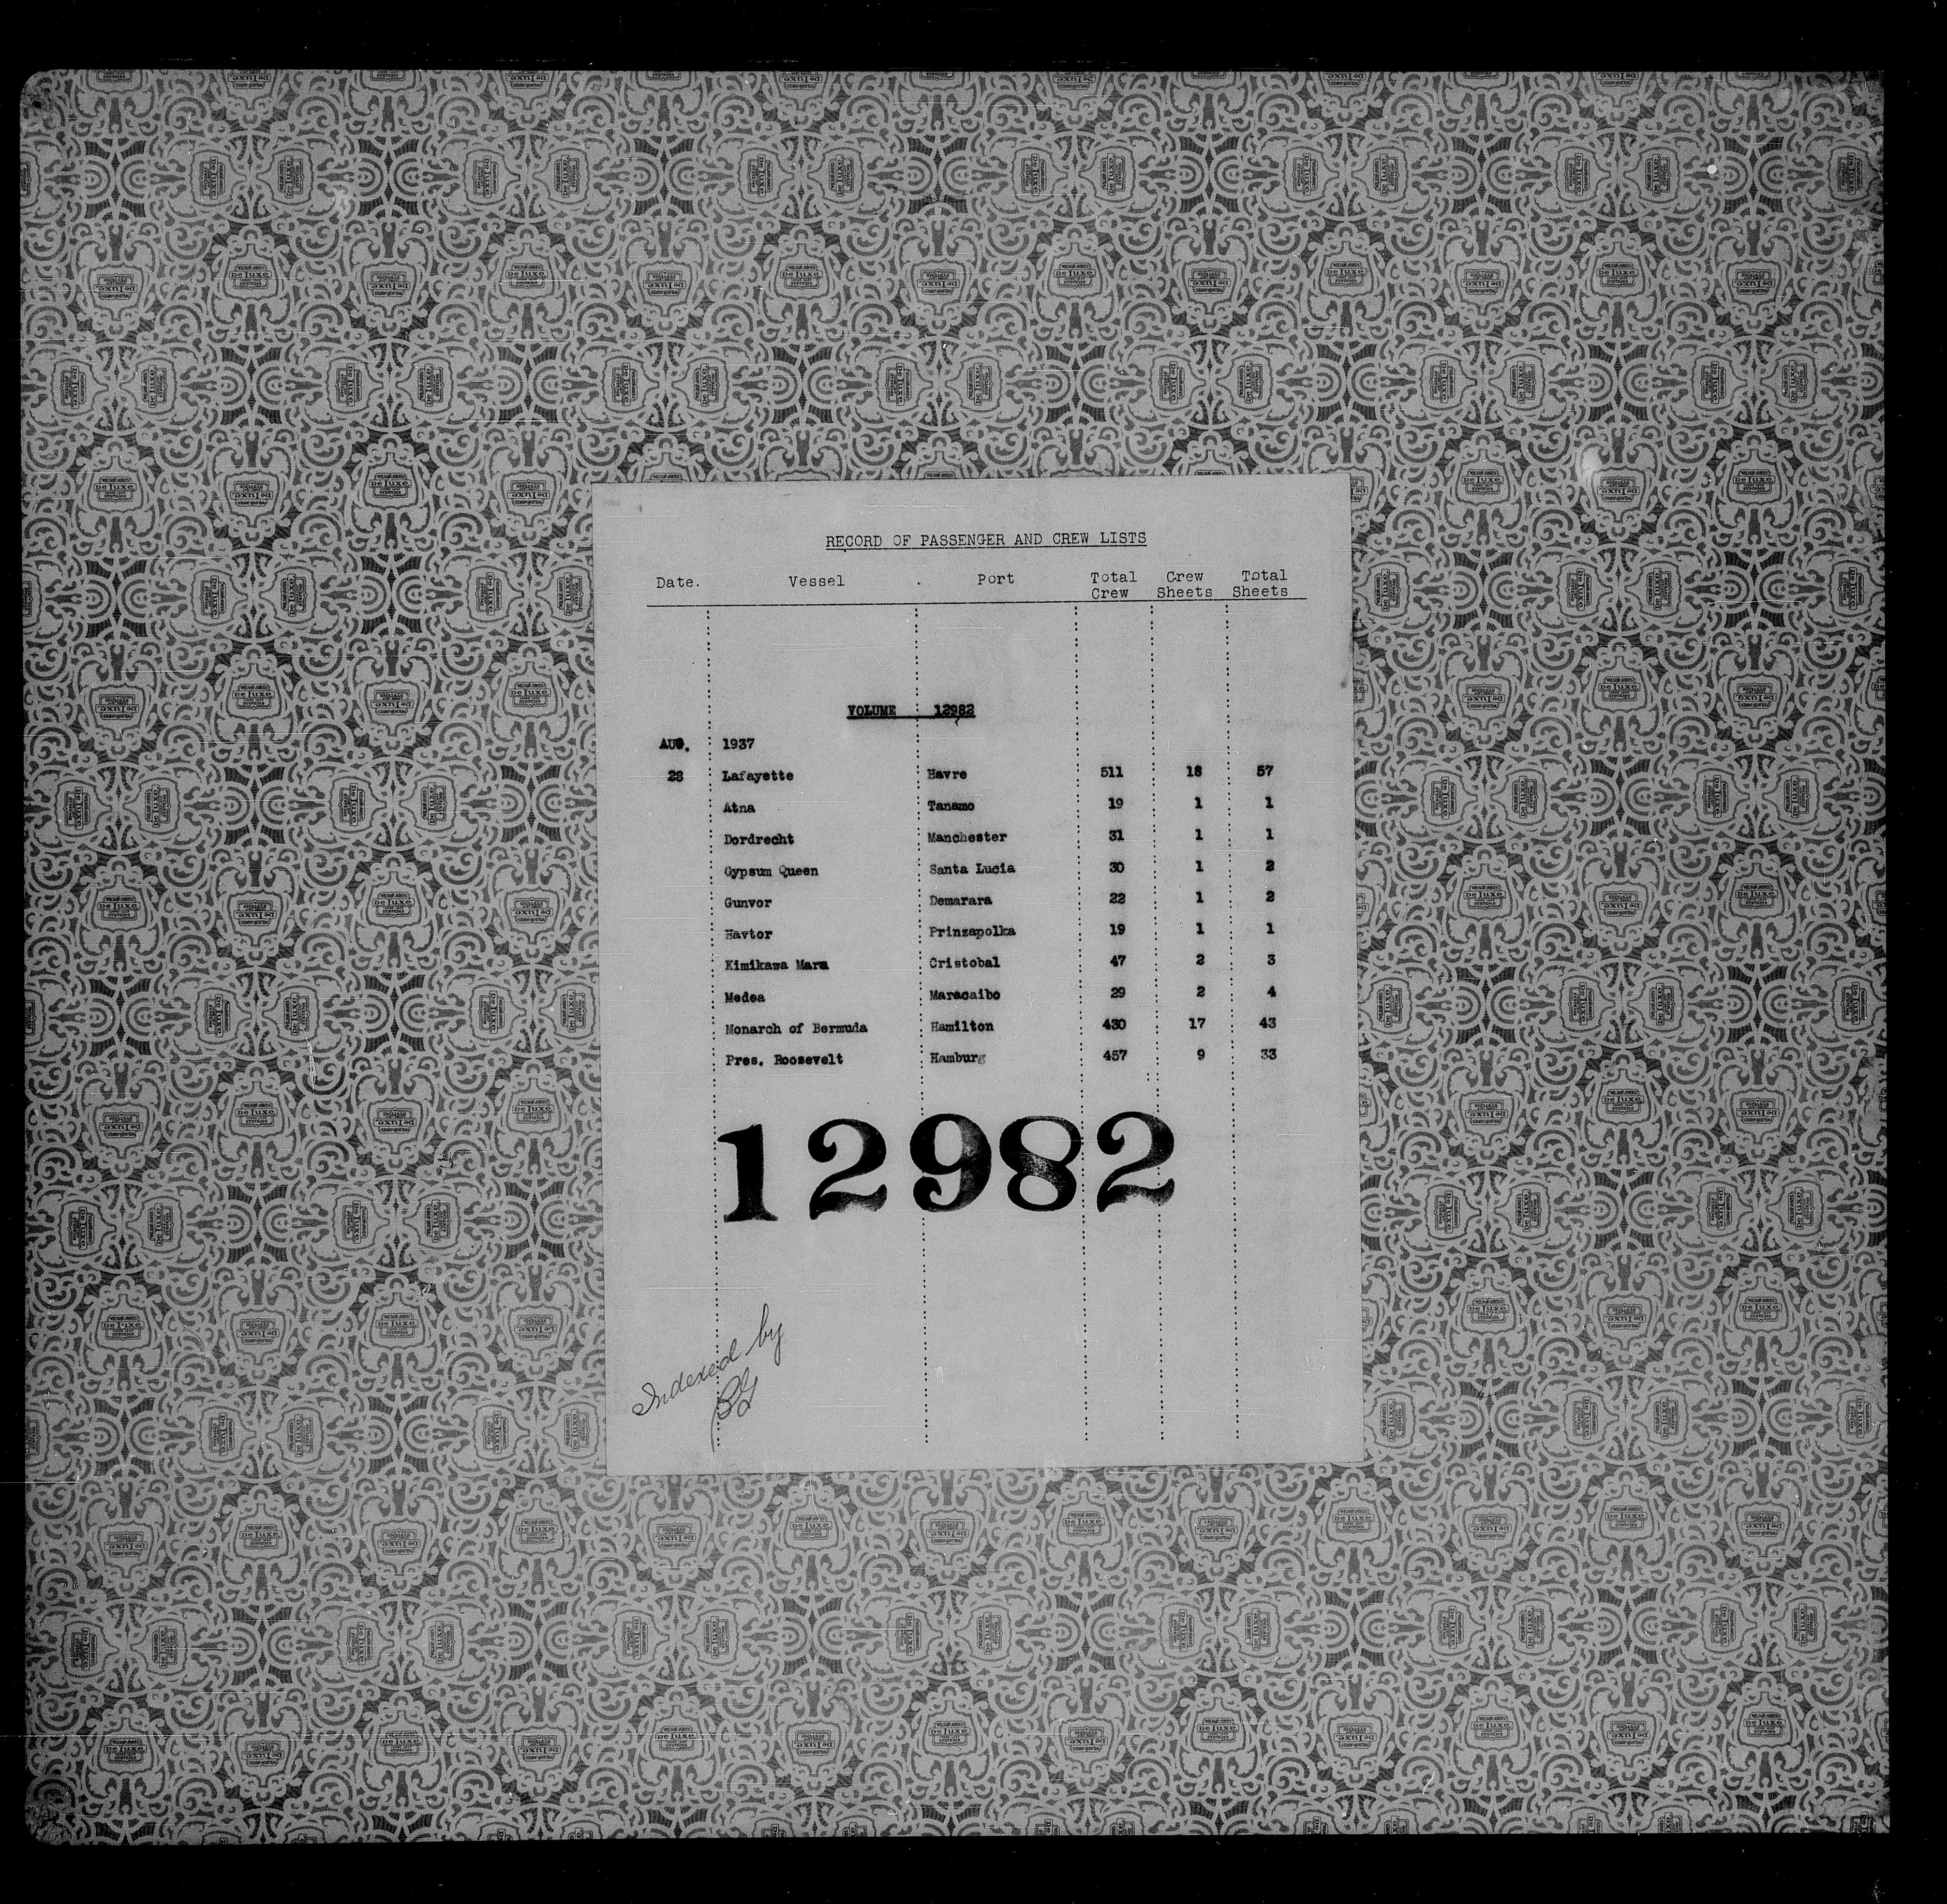 RECORD OF PASSENGER AND CREW LISTS
Date. Vessel Port Total Crew Crew Sheets Total Sheets
VOLUME 12982
AUG. 1937
28 Lafayette Havre 511 18 57
Atna Tanamo 19 1 1
Dordrecht Manchester 31 1 1
Gypsum Queen Santa Lucia 30 1 2
Gunvor Demarara 22 1 2
Havtor Prinzapolka 19 1 1
Kimikawa Maru Cristobal 47 2 3
Medea Maracaibo 29 2 4
Monarch of Bermuda Hamilton 430 17 43
Pres. Roosevelt Hamburg 457 9 33
12982
Indexed by